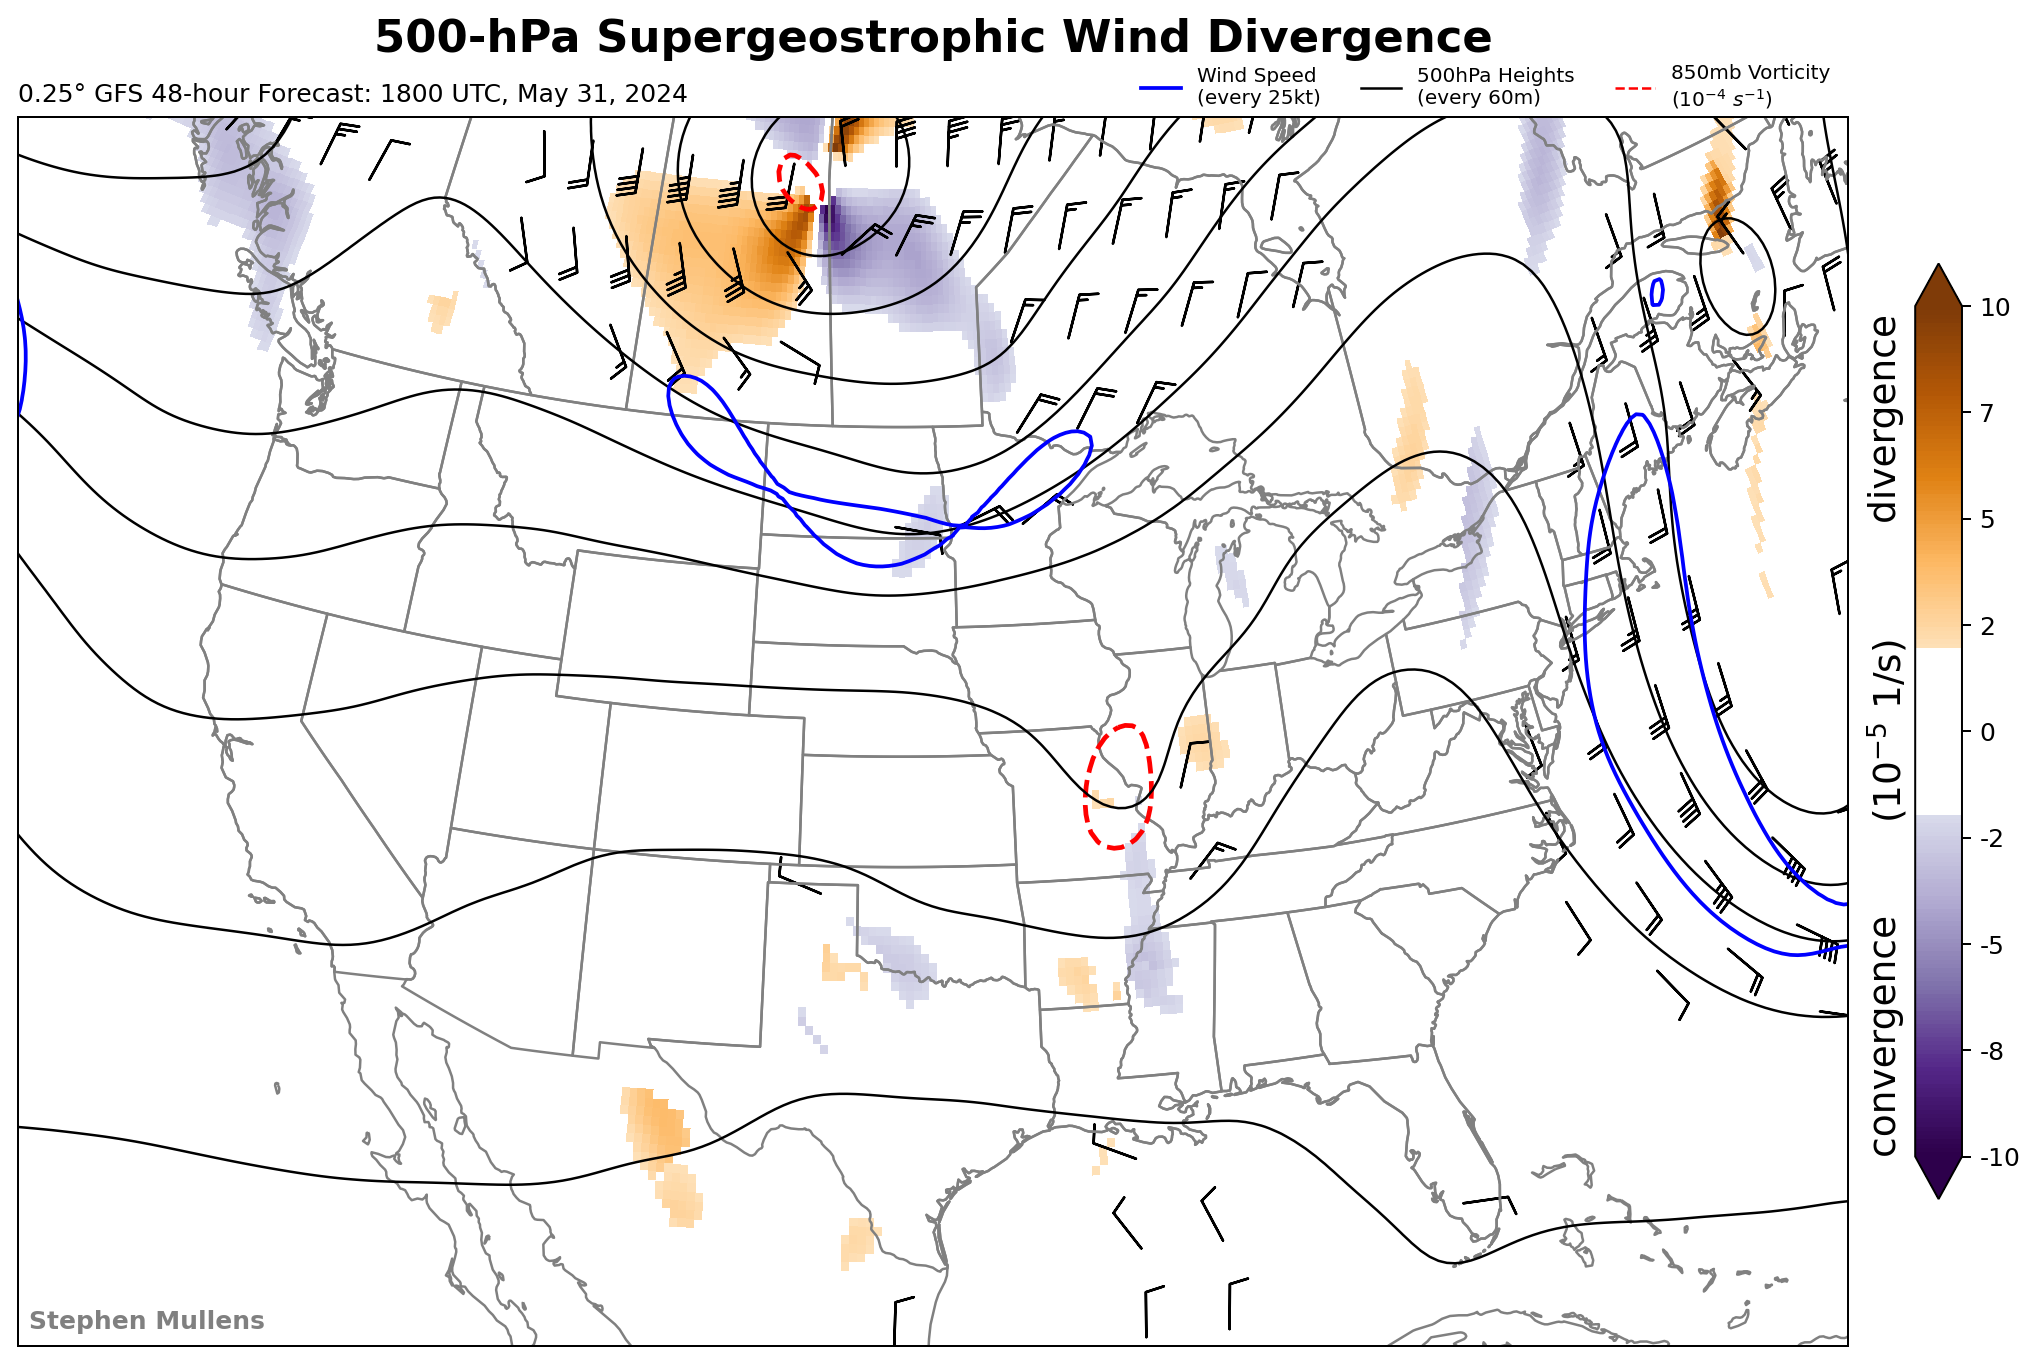 500-hPa Supergeostrophic Wind Divergence
0.25° GFS 48-hour Forecast: 1800 UTC, May 31, 2024
Wind Speed
(every 25kt)
500hPa Heights
(every 60m)
850mb Vorticity
(10⁻⁴ s⁻¹)
10
7
5
2
0
-2
-5
-8
-10
convergence (10⁻⁵ 1/s) divergence
Stephen Mullens